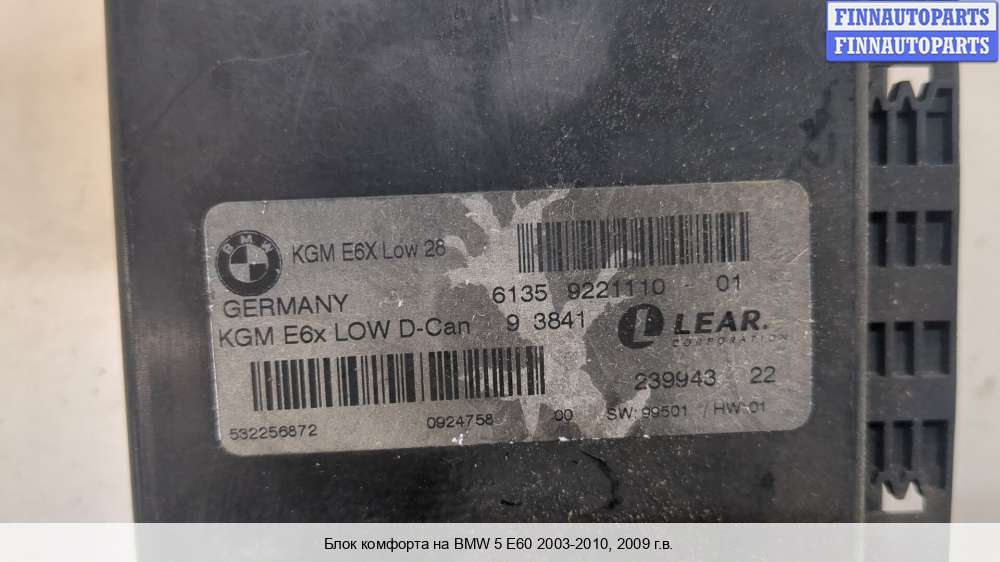 FINNAUTOPARTS
FINNAUTOPARTS
BMW
KGM E6X Low 28
GERMANY
6135 9221110 - 01
KGM E6x LOW D-Can 9 3841
LEAR.
CORPORATION
239943 22
532256872 0924758 00 SW: 99501 / HW: 01
Блок комфорта на BMW 5 E60 2003-2010, 2009 г.в.